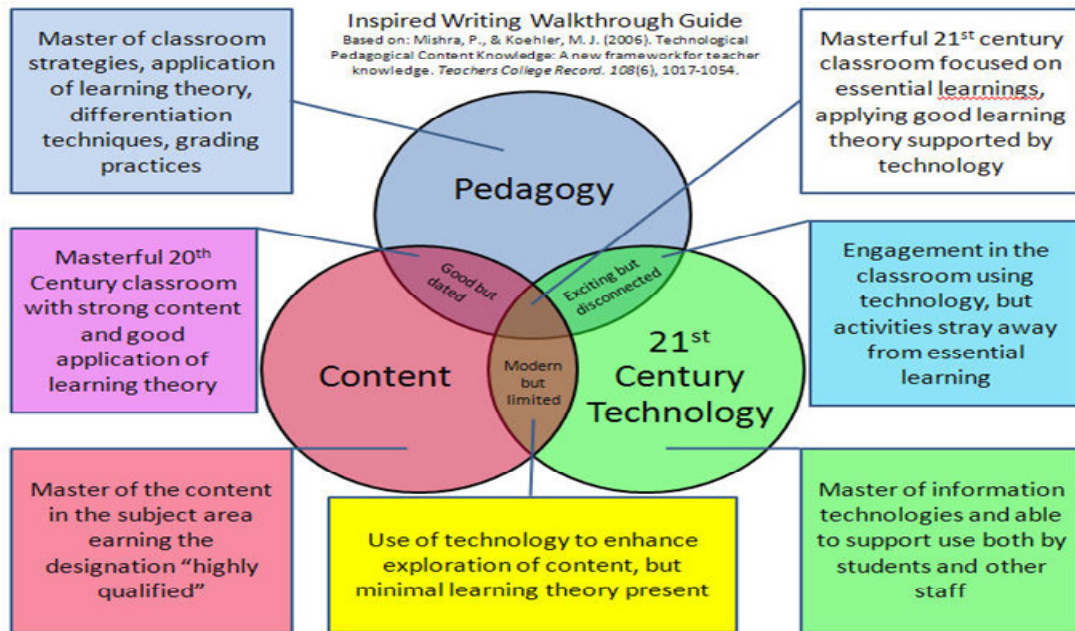 Inspired Writing Walkthrough Guide
Based on: Mishra, P., & Koehler, M. J. (2006). Technological
Pedagogical Content Knowledge: A new framework for teacher
knowledge. Teachers College Record. 108(6), 1017-1054.
Master of classroom
strategies, application
of learning theory,
differentiation
techniques, grading
practices
Masterful 21st century
classroom focused on
essential learnings,
applying good learning
theory supported by
technology
Pedagogy
Masterful 20th
Century classroom
with strong content
and good
application of
learning theory
Good but
dated
Exciting but
disconnected
Engagement in the
classroom using
technology, but
activities stray away
from essential
learning
Content
Modern
but
limited
21st
Century
Technology
Master of the content
in the subject area
earning the
designation “highly
qualified”
Use of technology to enhance
exploration of content, but
minimal learning theory present
Master of information
technologies and able
to support use both by
students and other
staff